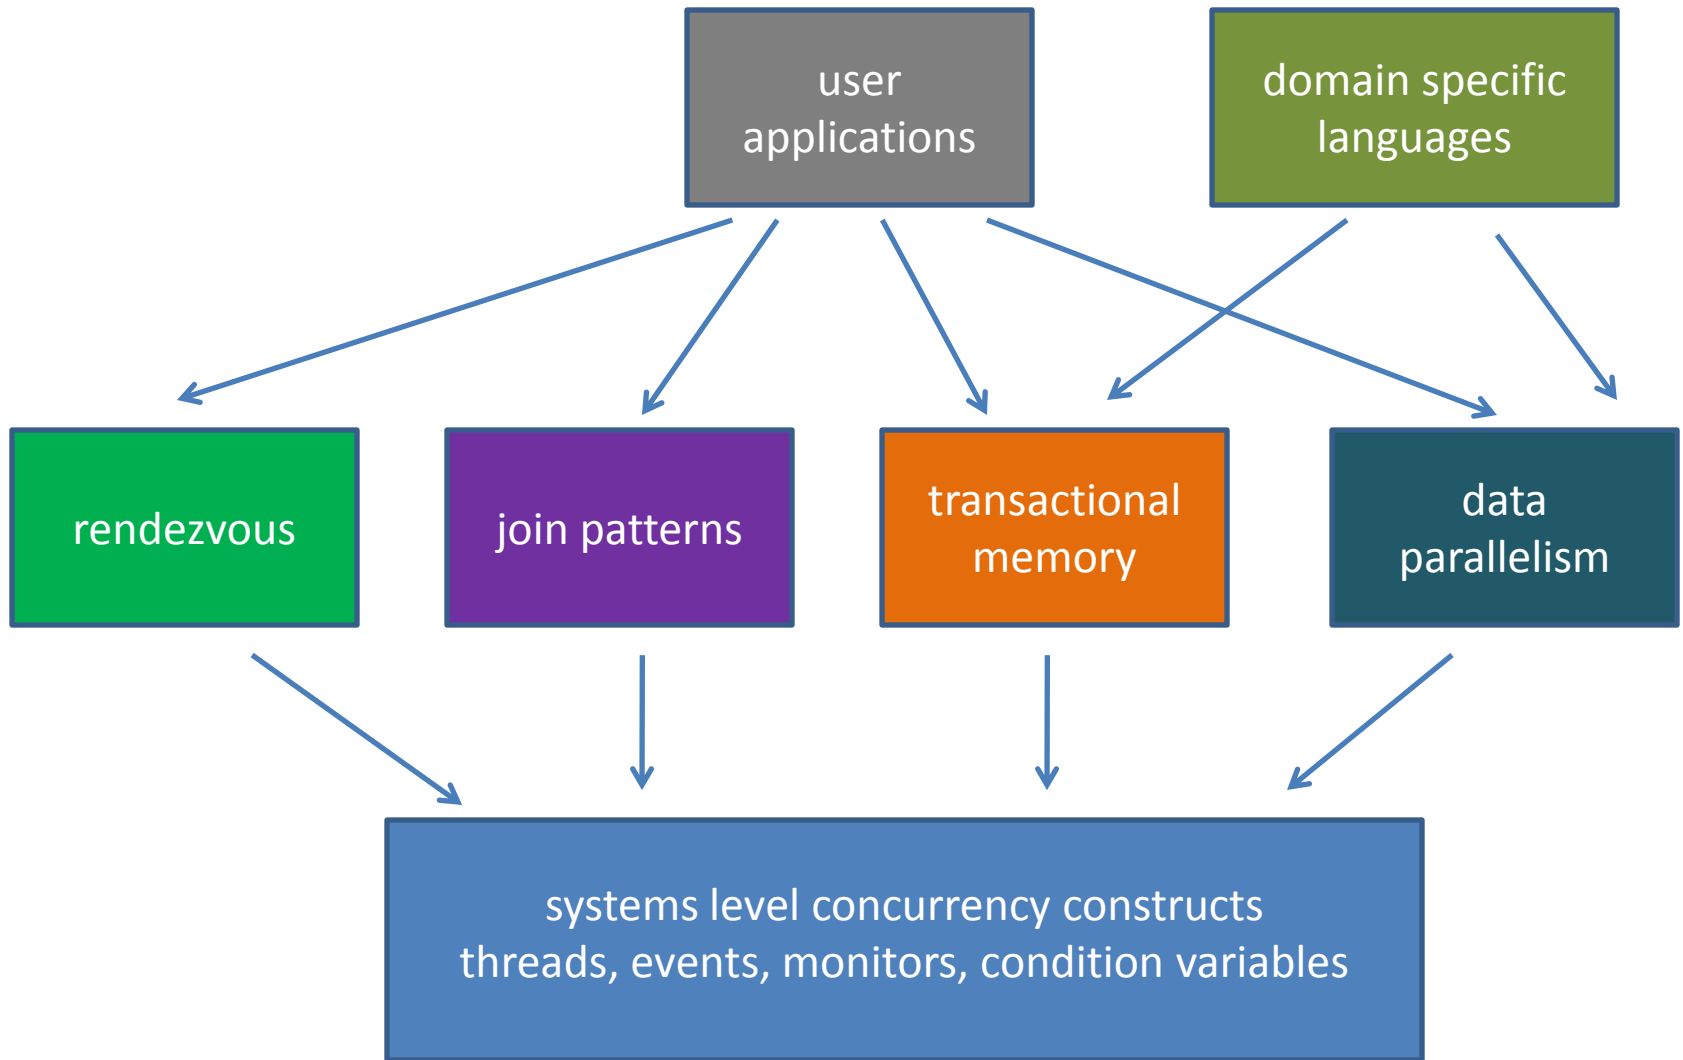 user
applications
domain specific
languages
rendezvous
join patterns
transactional
memory
data
parallelism
systems level concurrency constructs
threads, events, monitors, condition variables